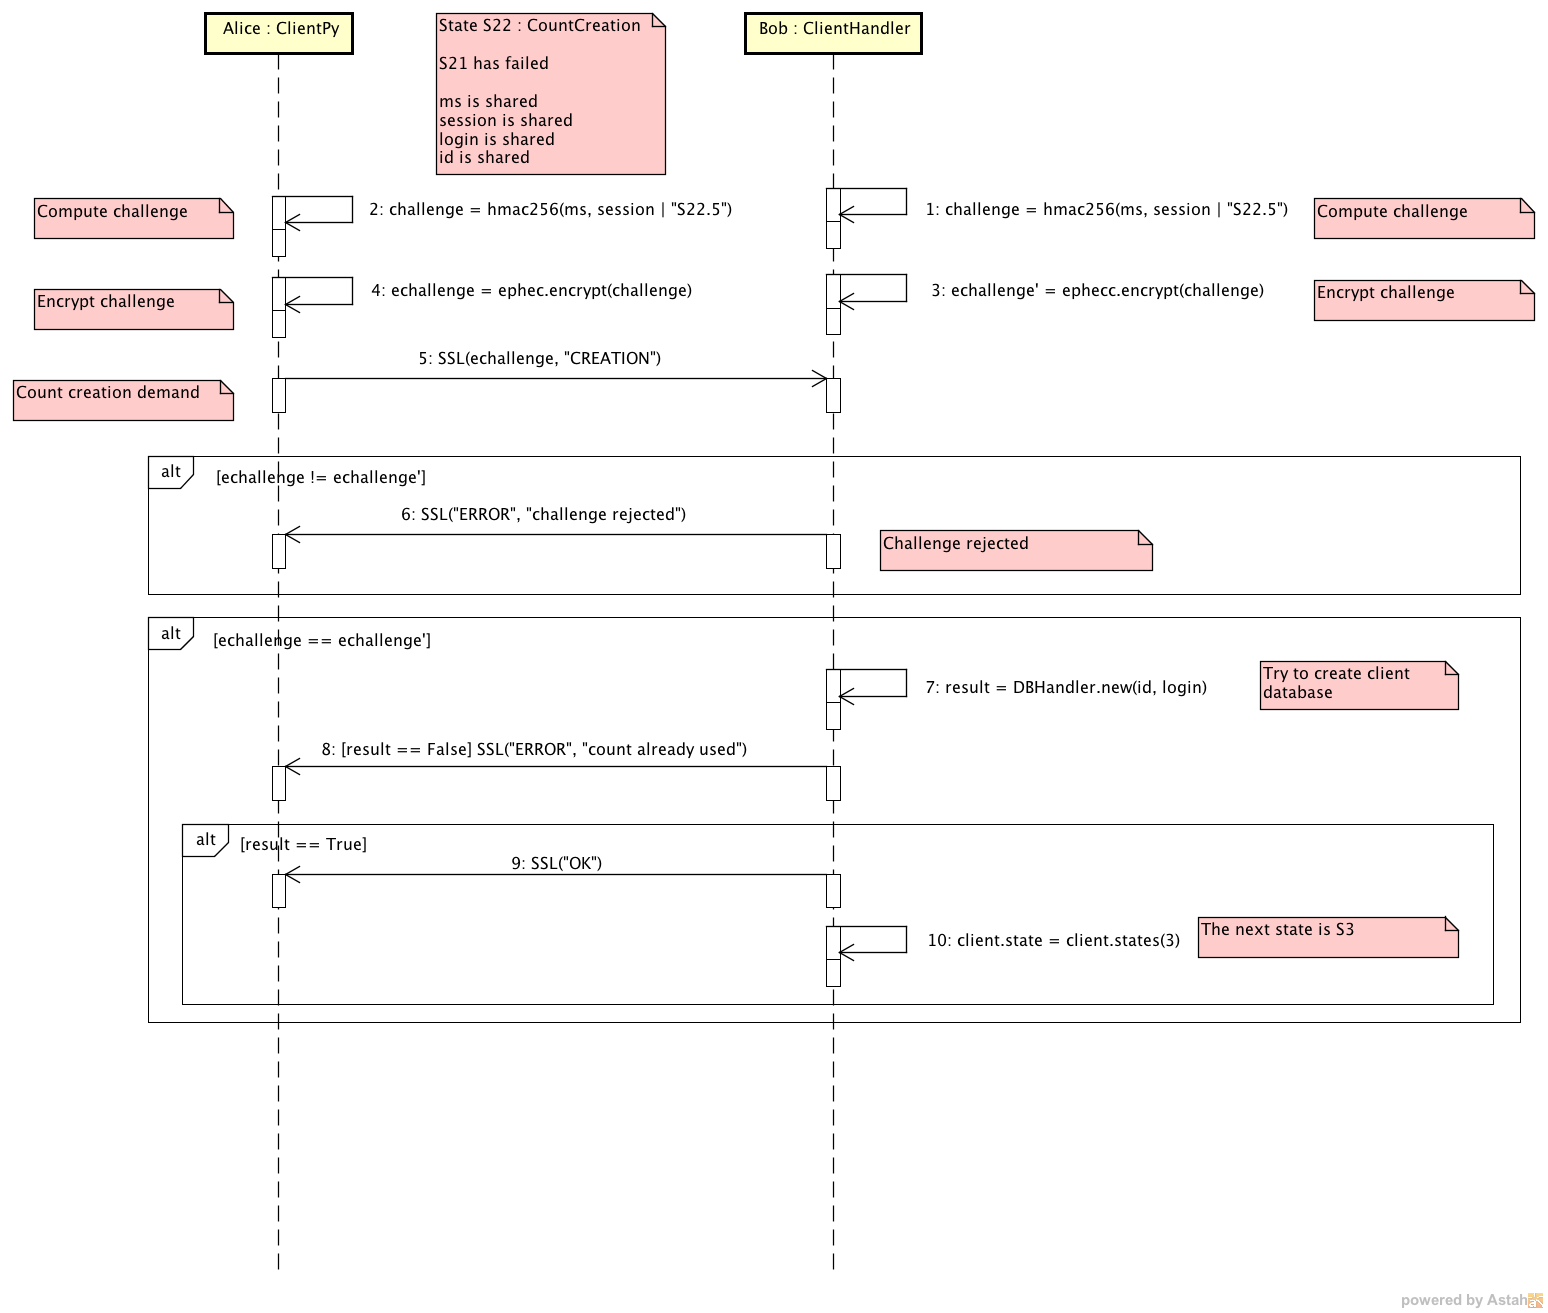 Alice : ClientPy
State S22 : CountCreation
S21 has failed
ms is shared
session is shared
login is shared
id is shared
Bob : ClientHandler
Compute challenge
2: challenge = hmac256(ms, session | "S22.5")
1: challenge = hmac256(ms, session | "S22.5")
Compute challenge
Encrypt challenge
4: echallenge = ephec.encrypt(challenge)
3: echallenge' = ephecc.encrypt(challenge)
Encrypt challenge
5: SSL(echallenge, "CREATION")
Count creation demand
alt
[echallenge != echallenge']
6: SSL("ERROR", "challenge rejected")
Challenge rejected
alt
[echallenge == echallenge']
7: result = DBHandler.new(id, login)
Try to create client
database
8: [result == False] SSL("ERROR", "count already used")
alt
[result == True]
9: SSL("OK")
10: client.state = client.states(3)
The next state is S3
powered by Astah